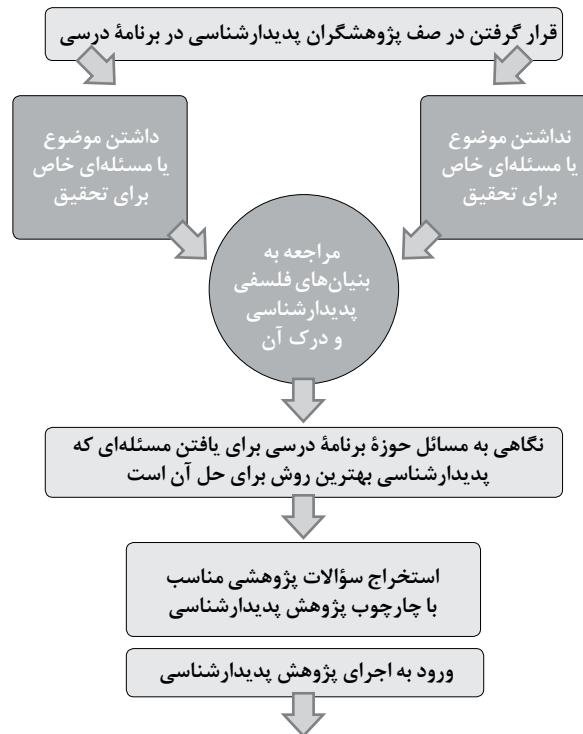 قرار گرفتن در صف پژوهشگران پدیدارشناسی در برنامهٔ درسی
نداشتن موضوع
یا مسئله‌ای خاص
برای تحقیق
داشتن موضوع
یا مسئله‌ای خاص
برای تحقیق
مراجعه به
بنیان‌های فلسفی
پدیدارشناسی
و درک آن
نگاهی به مسائل حوزهٔ برنامهٔ درسی برای یافتن مسئله‌ای که
پدیدارشناسی بهترین روش برای حل آن است
استخراج سؤالات پژوهشی مناسب
با چارچوب پژوهش پدیدارشناسی
ورود به اجرای پژوهش پدیدارشناسی